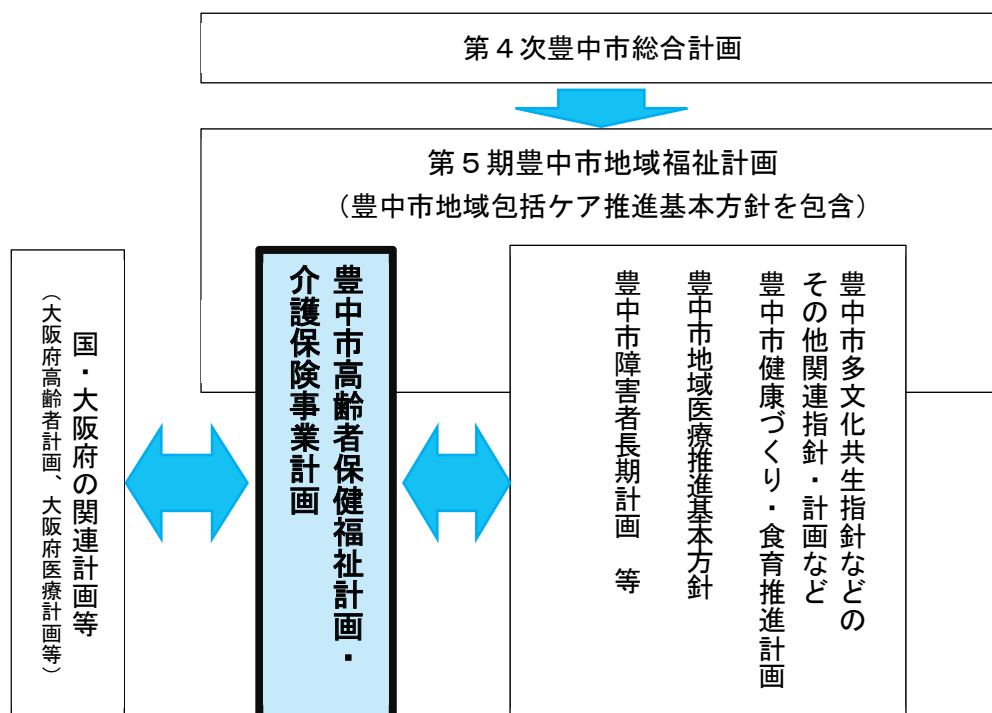 第４次豊中市総合計画
第５期豊中市地域福祉計画
（豊中市地域包括ケア推進基本方針を包含）
国・大阪府の関連計画等
（大阪府高齢者計画、大阪府医療計画等）
豊中市高齢者保健福祉計画・
介護保険事業計画
豊中市多文化共生指針などの
その他関連指針・計画など
豊中市健康づくり・食育推進計画
豊中市地域医療推進基本方針
豊中市障害者長期計画　等